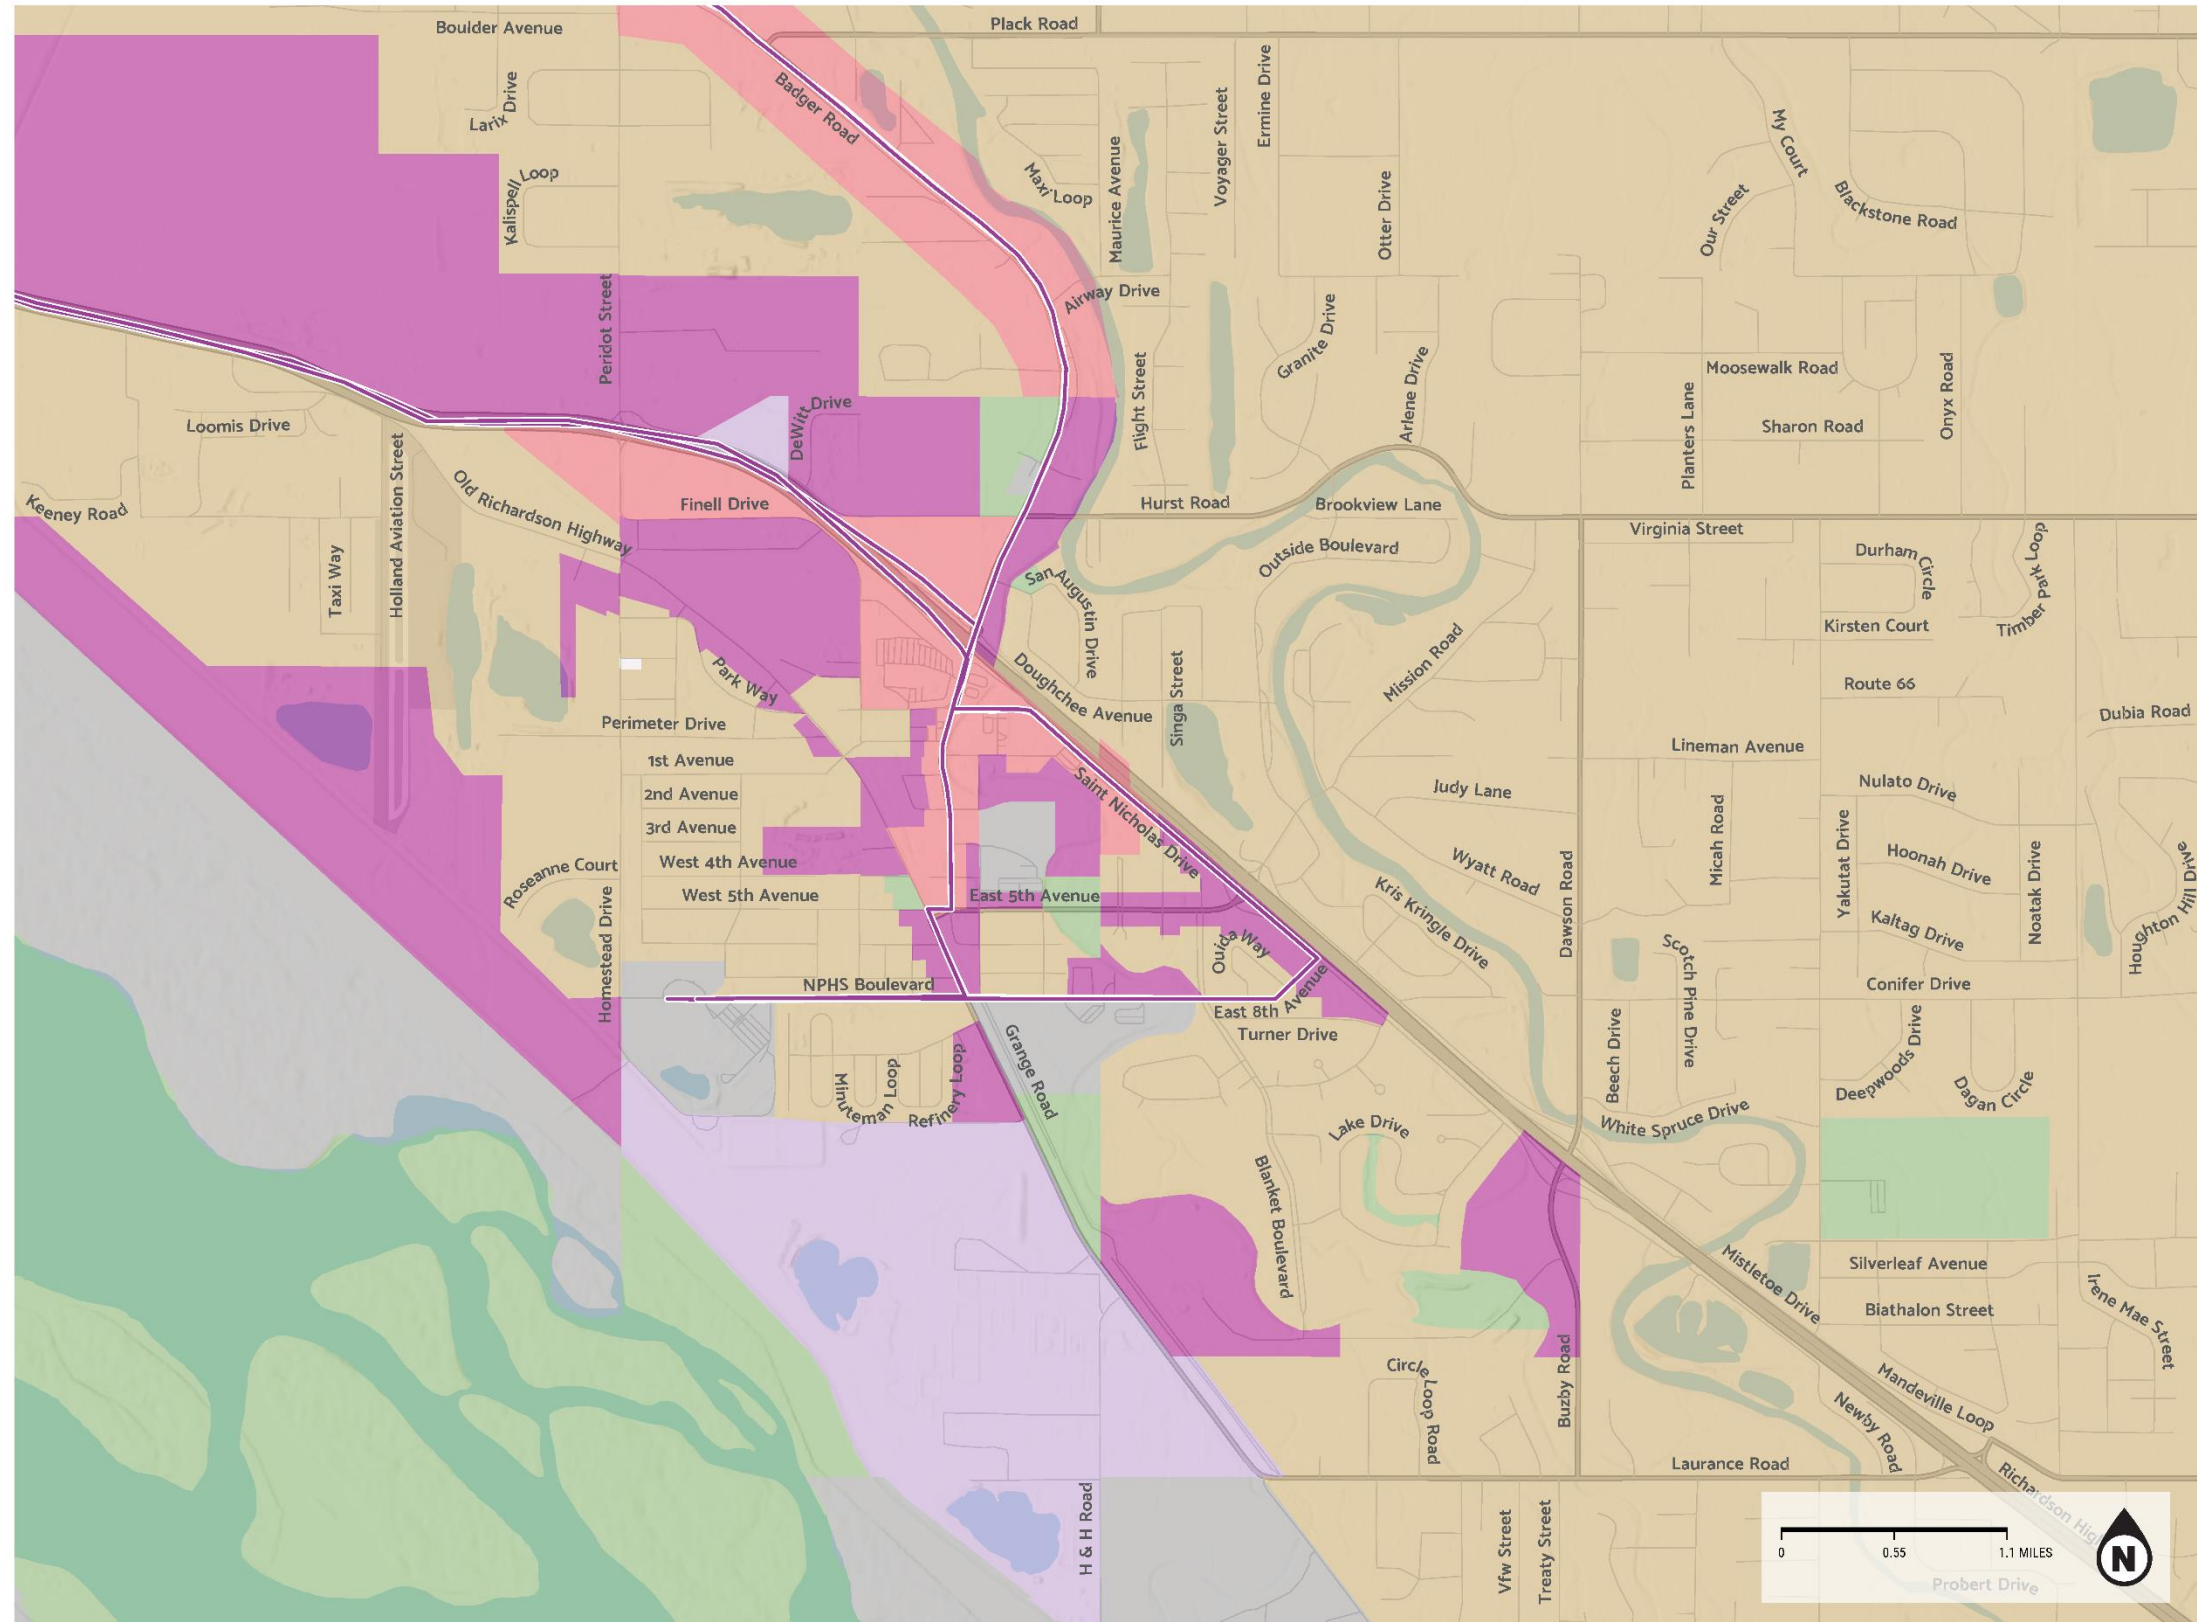 Boulder Avenue
Plack Road
Larix Drive
Badger Road
Ermine Drive
Voyager Street
My Court
Kalispell Loop
Maxi Loop
Maurice Avenue
Otter Drive
Our Street
Blackstone Road
Peridot Street
Airway Drive
Granite Drive
Arlene Drive
Moosewalk Road
Onyx Road
Planters Lane
Sharon Road
Loomis Drive
DeWitt Drive
Flight Street
Holland Aviation Street
Old Richardson Highway
Keeney Road
Finell Drive
Hurst Road
Brookview Lane
Virginia Street
Outside Boulevard
Durham Circle
Timber Park Loop
Taxi Way
San Augustin Drive
Kirsten Court
Mission Road
Park Way
Doughchee Avenue
Singa Street
Route 66
Dubia Road
Perimeter Drive
Lineman Avenue
1st Avenue
2nd Avenue
Saint Nicholas Drive
Judy Lane
Nulato Drive
3rd Avenue
Micah Road
Yakutat Drive
Hoonah Drive
Noatak Drive
Houghton Hill Drive
West 4th Avenue
Roseanne Court
West 5th Avenue
East 5th Avenue
Wyatt Road
Kris Kringle Drive
Dawson Road
Kaltag Drive
Homestead Drive
Ouida Way
Scotch Pine Drive
NPHS Boulevard
East 8th Avenue
Conifer Drive
Turner Drive
Grange Road
Beech Drive
Deepwoods Drive
Dagan Circle
Minuteman Loop
Refinery Loop
Lake Drive
White Spruce Drive
Blanket Boulevard
Mistletoe Drive
Silverleaf Avenue
Biathalon Street
Irene Mae Street
Circle Loop Road
Buzby Road
Mandeville Loop
Newby Road
Laurance Road
Richardson High
H & H Road
Vfw Street
Treaty Street
0 0.55 1.1 MILES
N
Probert Drive